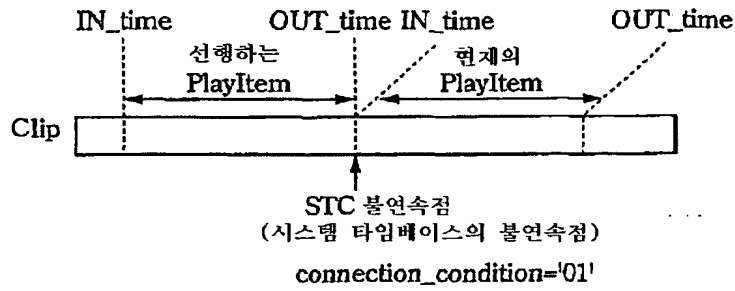 IN_time OUT_time IN_time OUT_time
선행하는 현재의
PlayItem PlayItem
Clip
STC 불연속점
(시스템 타임베이스의 불연속점)
connection_condition='01'